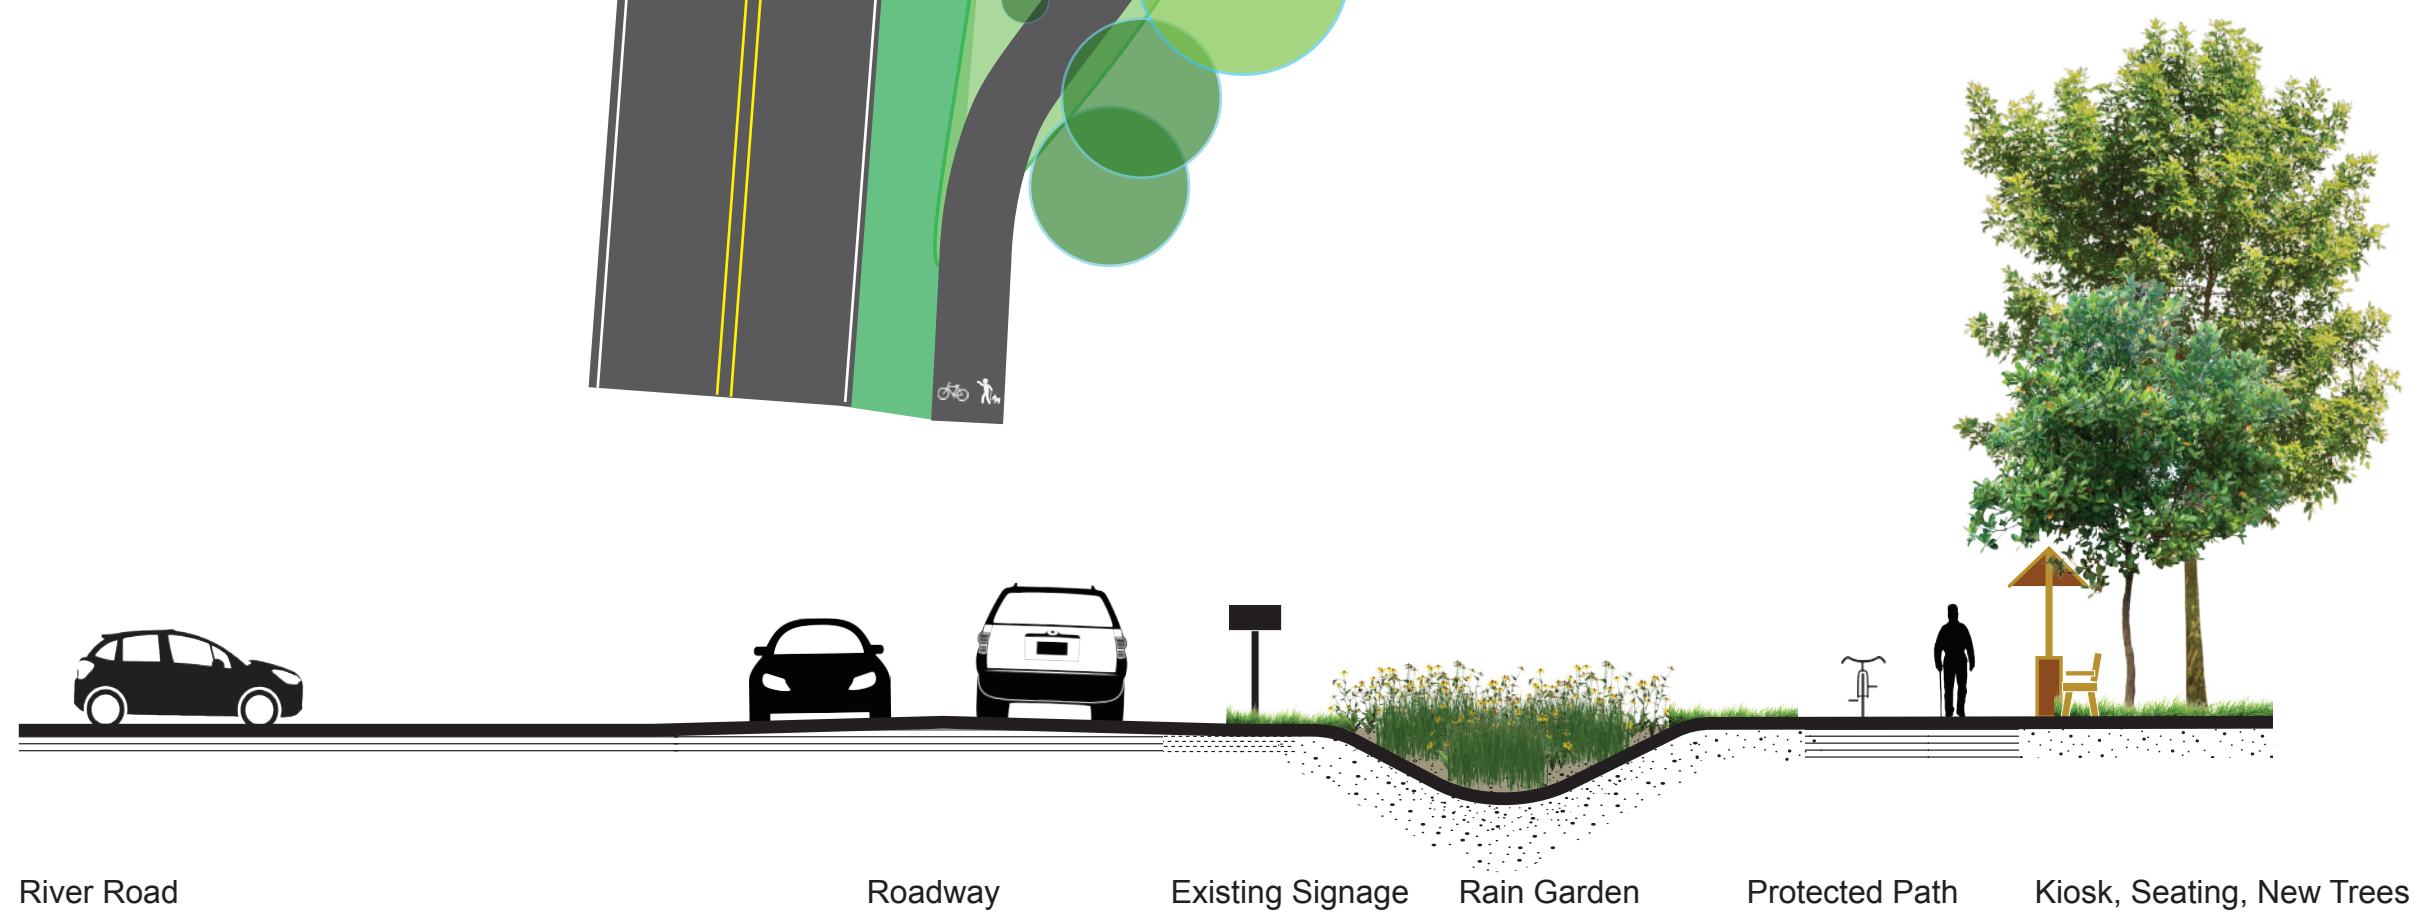 River Road
Roadway
Existing Signage
Rain Garden
Protected Path
Kiosk, Seating, New Trees